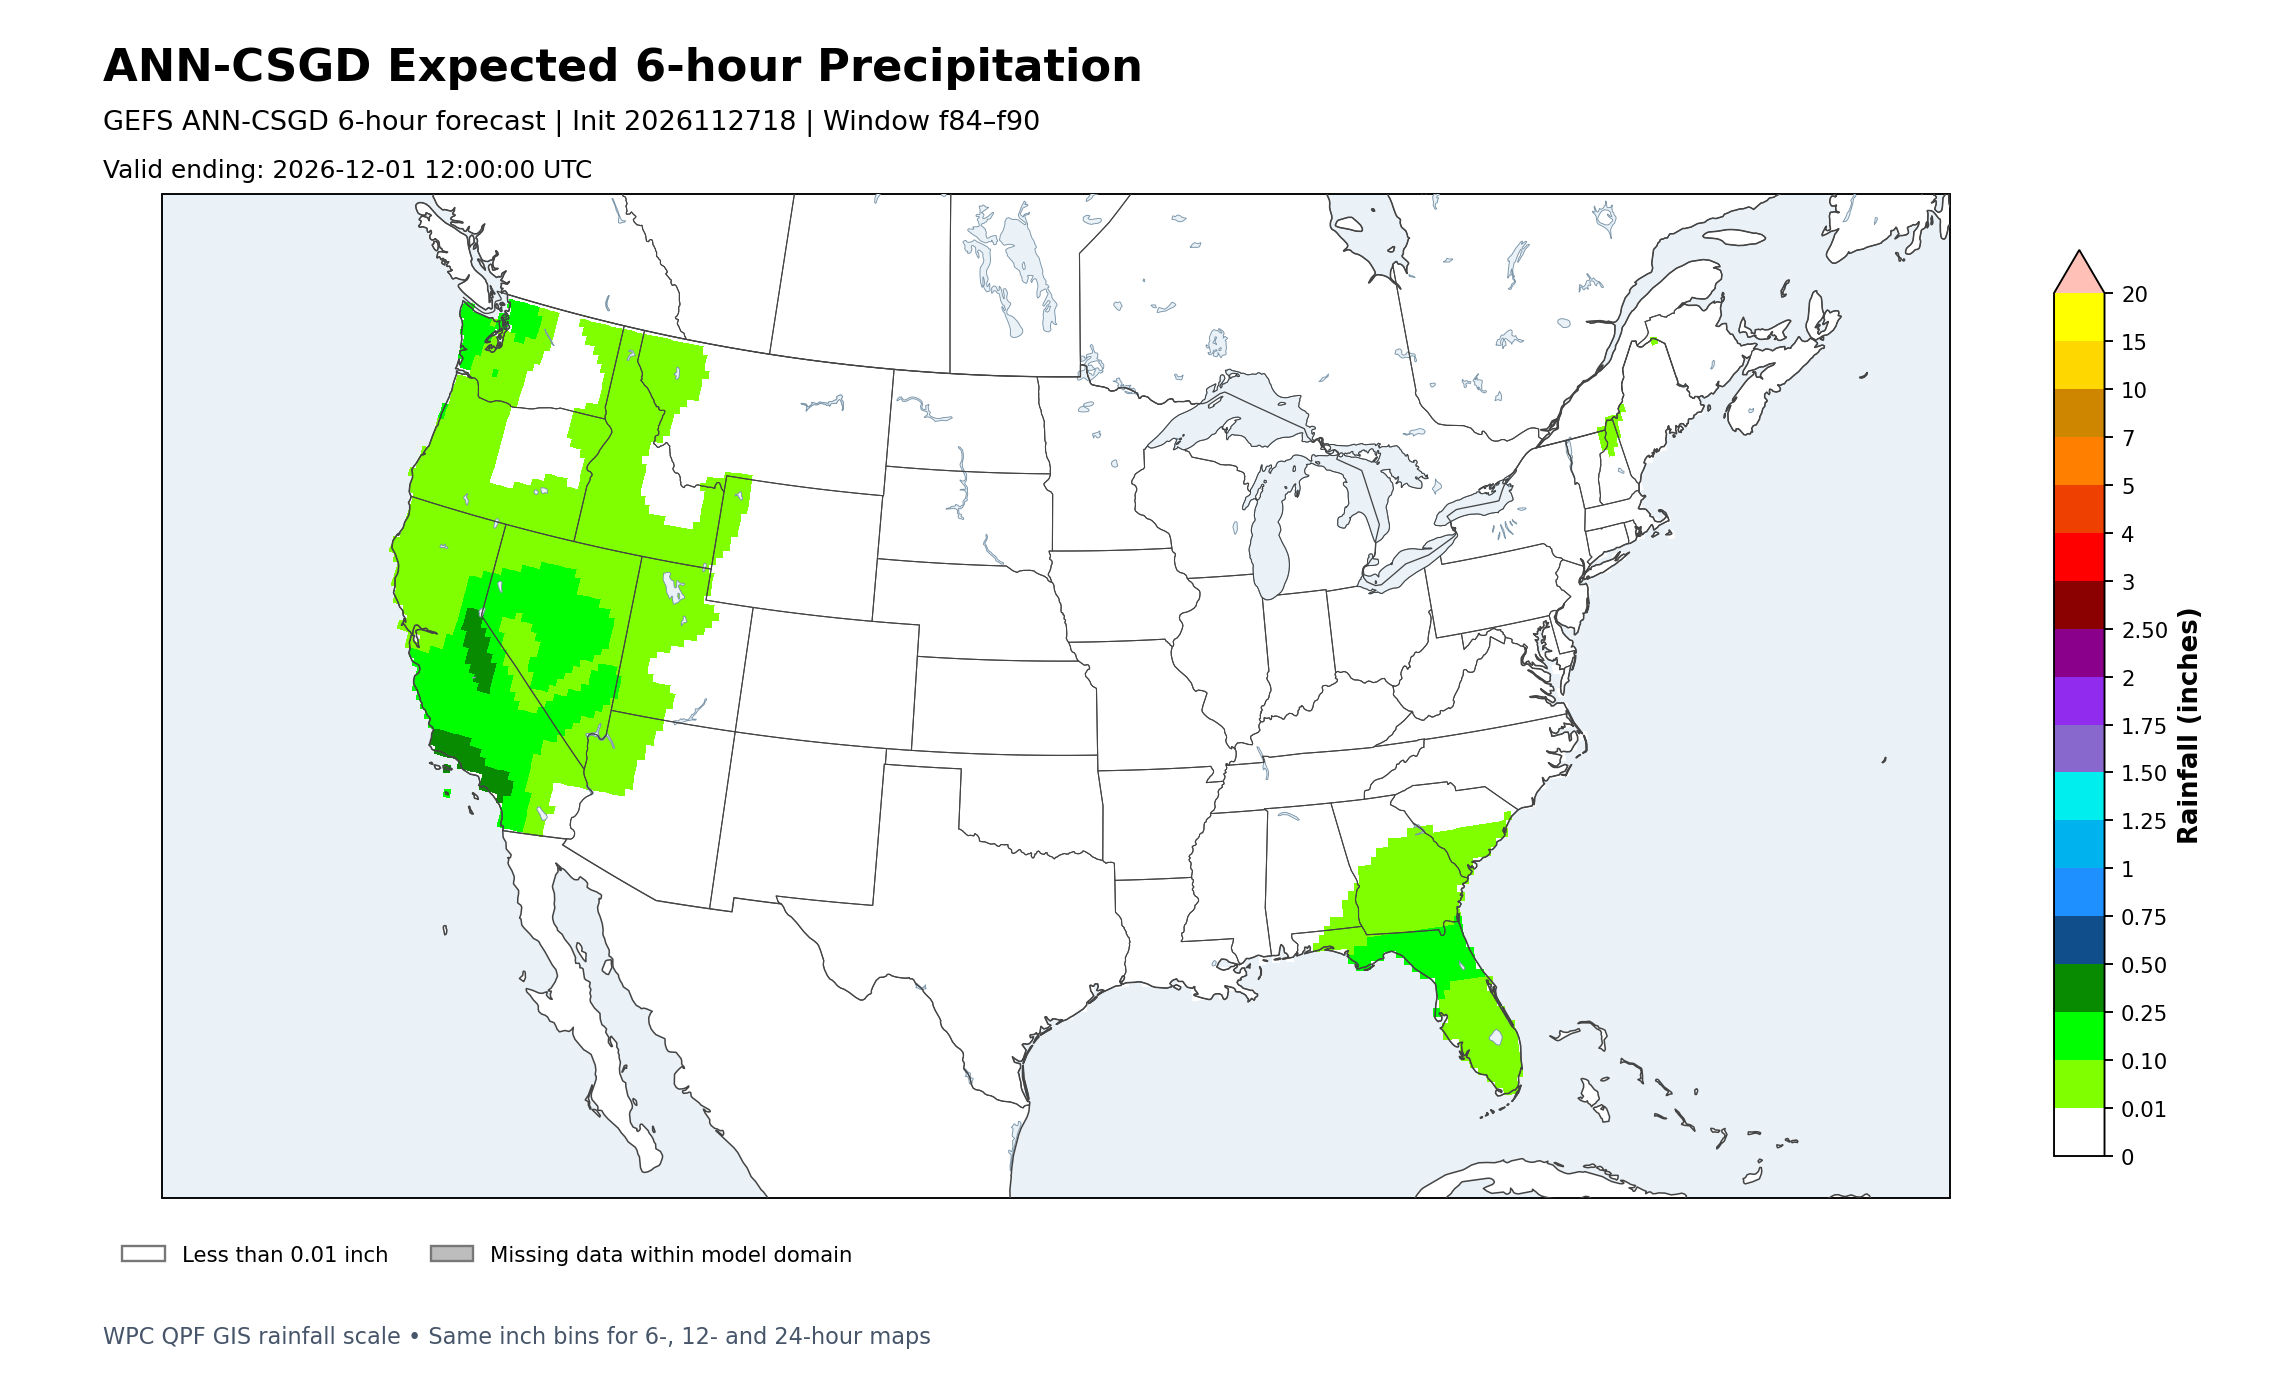 ANN-CSGD Expected 6-hour Precipitation
GEFS ANN-CSGD 6-hour forecast | Init 2026112718 | Window f84–f90
Valid ending: 2026-12-01 12:00:00 UTC
20
15
10
7
5
4
3
2.50
2
1.75
1.50
1.25
1
0.75
0.50
0.25
0.10
0.01
0
Rainfall (inches)
Less than 0.01 inch
Missing data within model domain
WPC QPF GIS rainfall scale • Same inch bins for 6-, 12- and 24-hour maps